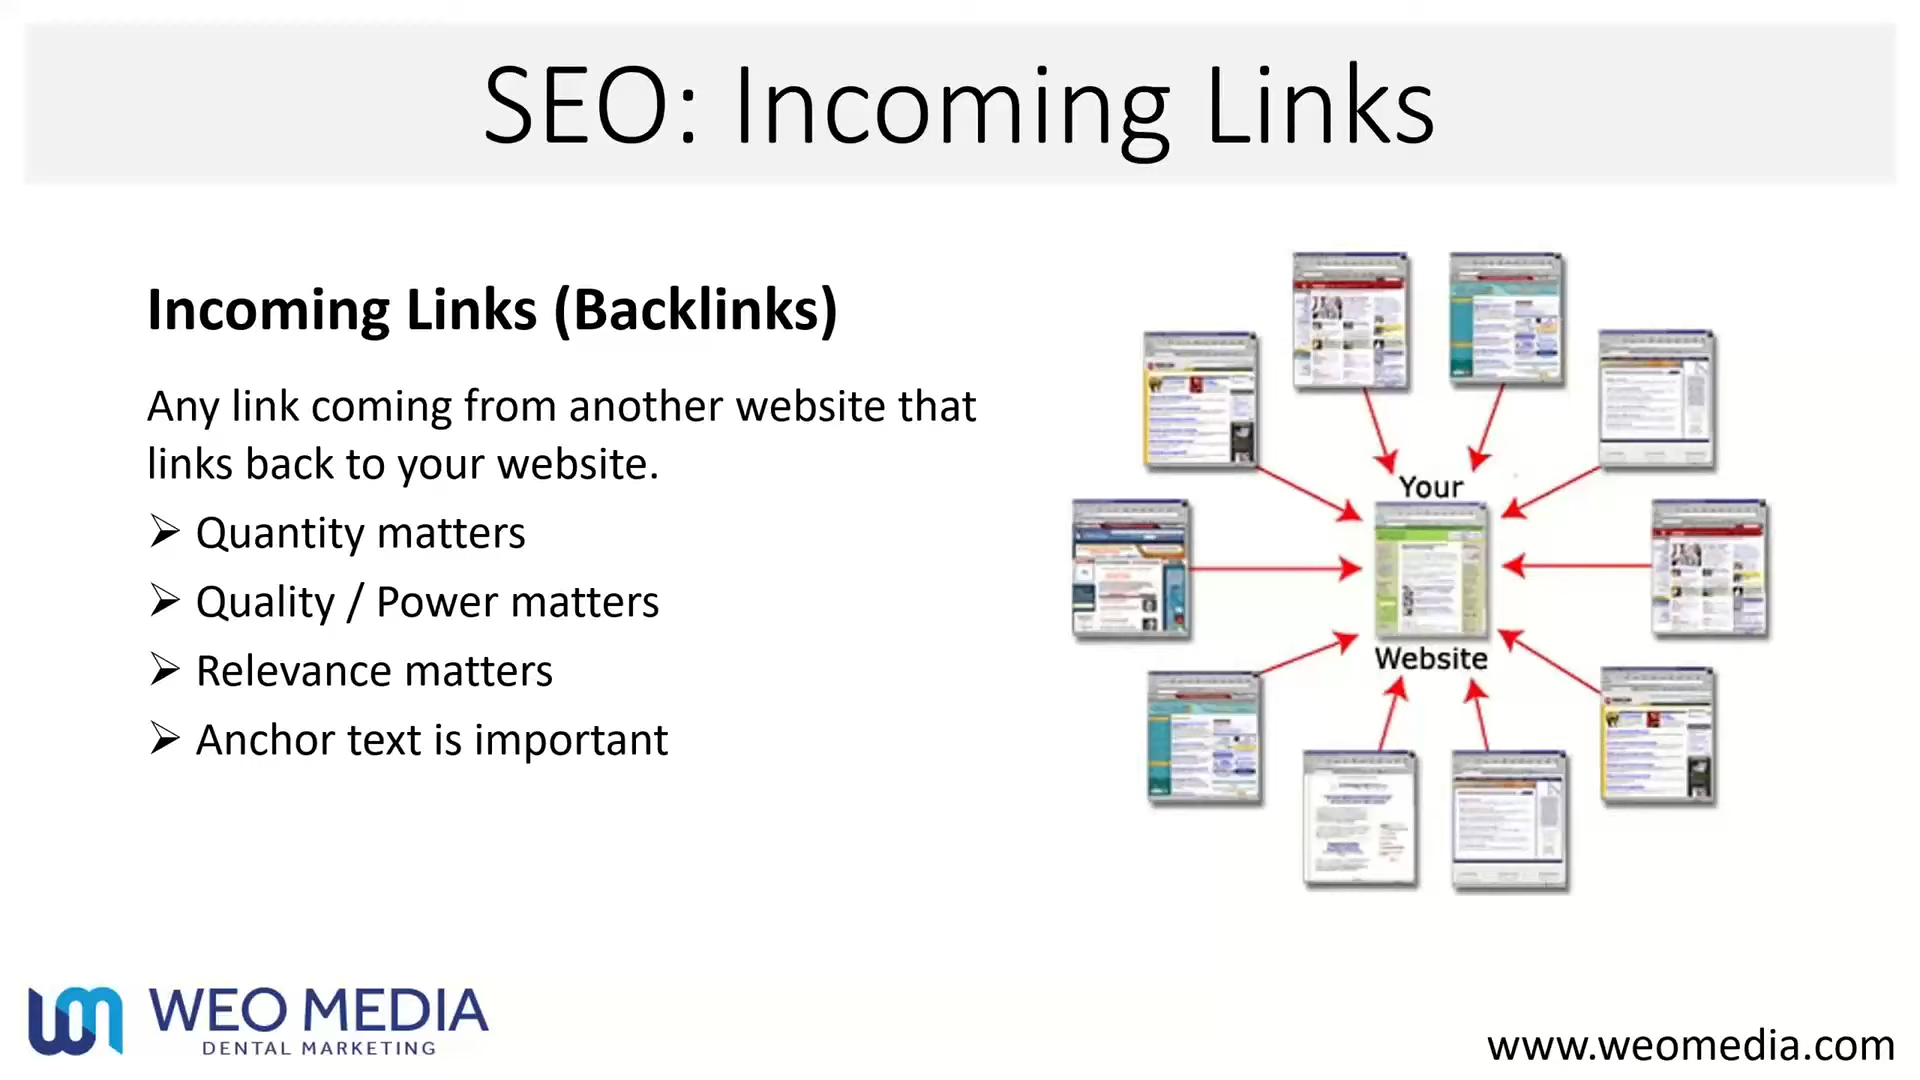 SEO: Incoming Links
Incoming Links (Backlinks)
Any link coming from another website that
links back to your website.
Quantity matters
Quality / Power matters
Relevance matters
Anchor text is important
Your
Website
WEO MEDIA
DENTAL MARKETING
www.weomedia.com